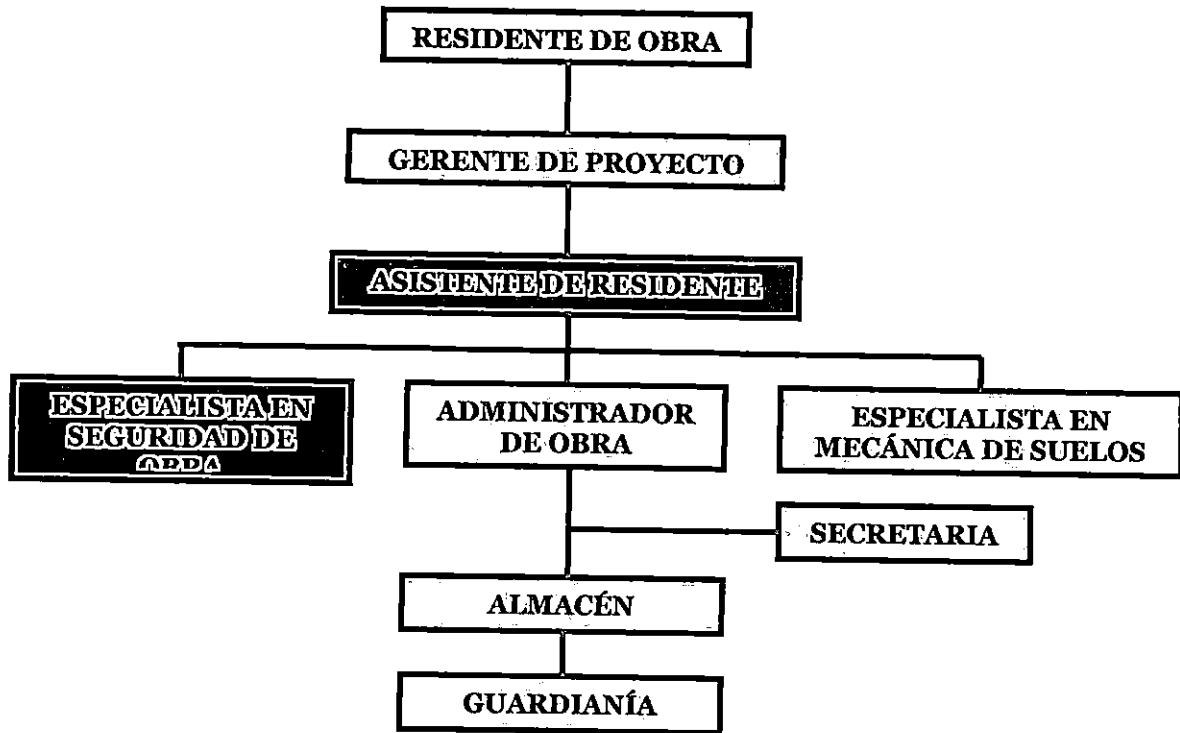 RESIDENTE DE OBRA
GERENTE DE PROYECTO
ASISTENTE DE RESIDENTE
ESPECIALISTA EN
SEGURIDAD DE
ADMINISTRADOR
DE OBRA
ESPECIALISTA EN
MECÁNICA DE SUELOS
SECRETARIA
ALMACÉN
GUARDIANÍA